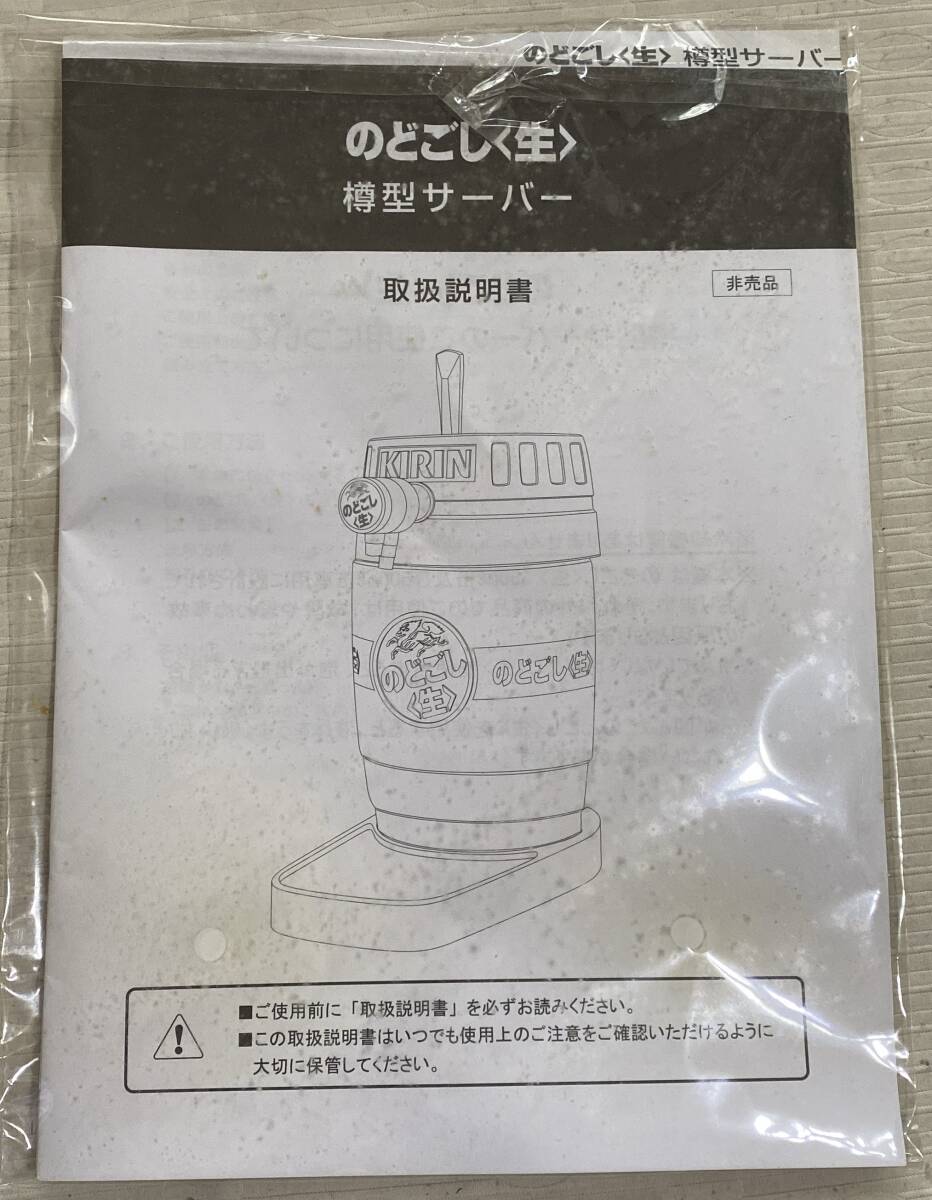 のどごし〈生〉 樽型サーバー
のどごし〈生〉
樽型サーバー
取扱説明書
非売品
KIRIN
のどごし
〈生〉
のどごし
〈生〉
のどごし〈生〉
■ご使用前に「取扱説明書」を必ずお読みください。
■この取扱説明書はいつでも使用上のご注意をご確認いただけるように
大切に保管してください。